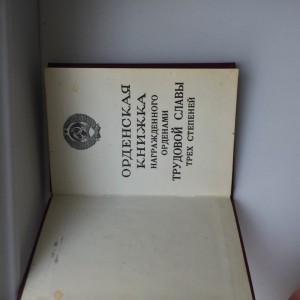 ОРДЕНСКАЯ
КНИЖКА
НАГРАЖДЕННОГО
ОРДЕНАМИ
ТРУДОВОЙ СЛАВЫ
ТРЕХ СТЕПЕНЕЙ